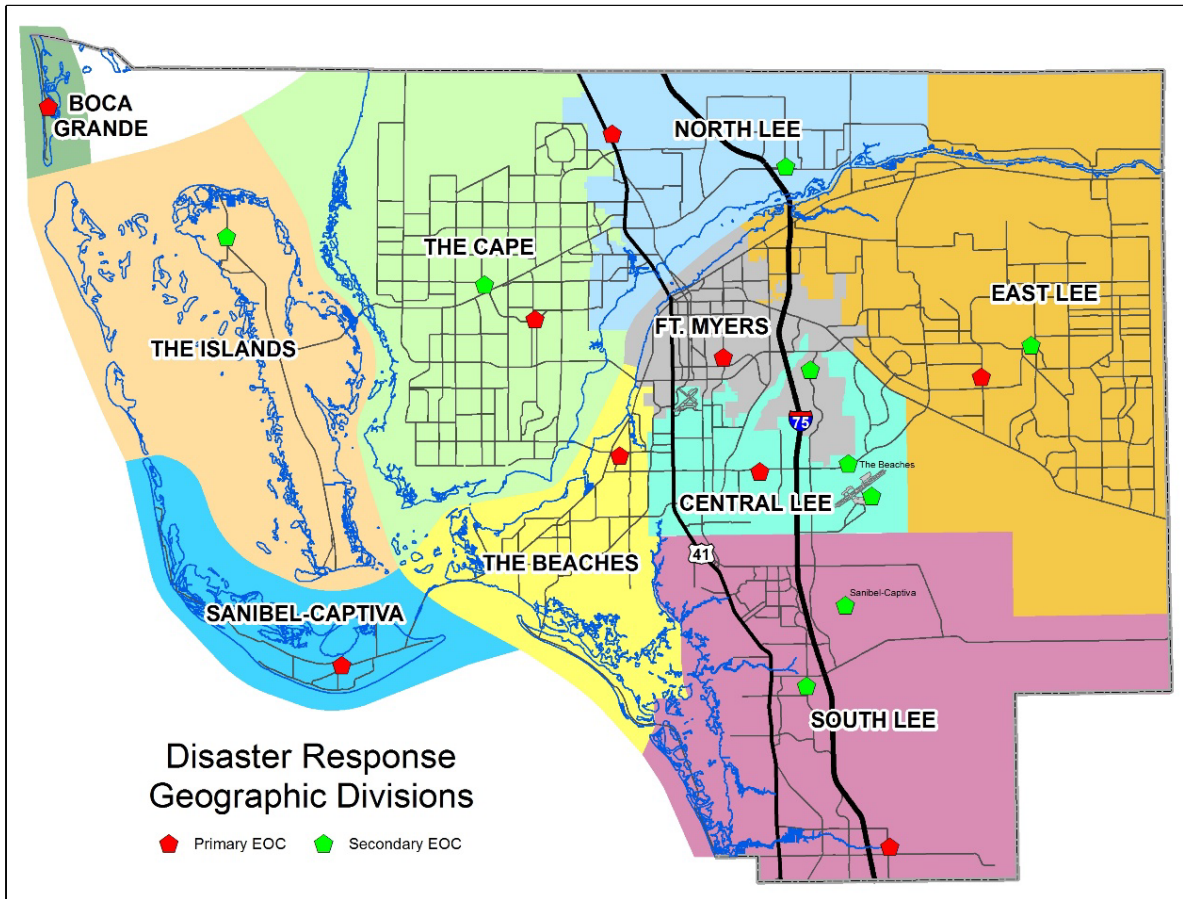 BOCA
GRANDE
NORTH LEE
THE CAPE
EAST LEE
FT. MYERS
THE ISLANDS
75
The Beaches
CENTRAL LEE
41
THE BEACHES
Sanibel-Captiva
SANIBEL-CAPTIVA
SOUTH LEE
Disaster Response
Geographic Divisions
Primary EOC
Secondary EOC